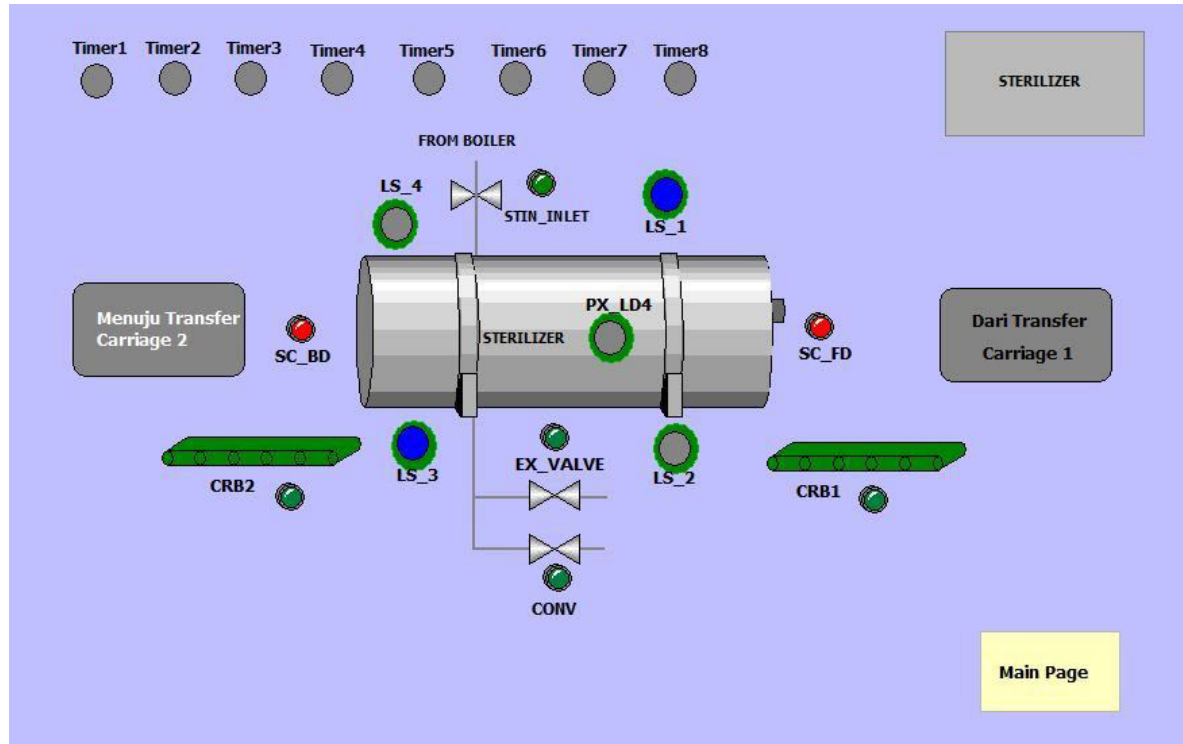 Timer1 Timer2 Timer3 Timer4 Timer5 Timer6 Timer7 Timer8
STERILIZER
FROM BOILER
LS_4
STIN_INLET
LS_1
Menuju Transfer
Carriage 2
SC_BD
STERILIZER
PX_LD4
SC_FD
Dari Transfer
Carriage 1
CRB2
LS_3
EX_VALVE
LS_2
CRB1
CONV
Main Page